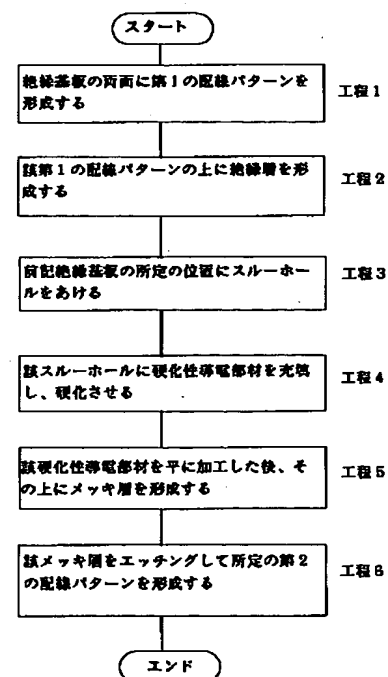 スタート
絶縁基板の両面に第1の配線パターンを
形成する
工程1
該第1の配線パターンの上に絶縁層を形
成する
工程2
前記絶縁基板の所定の位置にスルーホー
ルをあける
工程3
該スルーホールに硬化性導電部材を充填
し、硬化させる
工程4
該硬化性導電部材を平に加工した後、そ
の上にメッキ層を形成する
工程5
該メッキ層をエッチングして所定の第2
の配線パターンを形成する
工程6
エンド